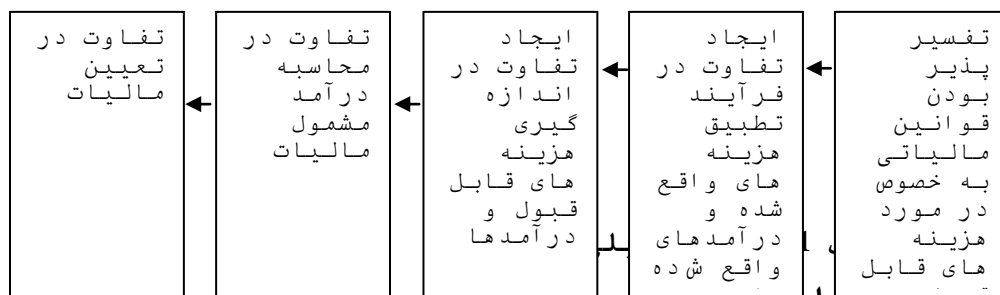 تفسیر
پذیر
بودن
قوانین
مالیاتی
به خصوص
در مورد
هزینه
های قابل
ایجاد
تفاوت در
فرآیند
تطبیق
هزینه
های واقع
شده و
درآمدهای
واقع شده
ایجاد
تفاوت در
اندازه
گیری
هزینه
های قابل
قبول و
درآمدها
تفاوت در
محاسبه
درآمد
مشمول
مالیات
تفاوت در
تعیین
مالیات